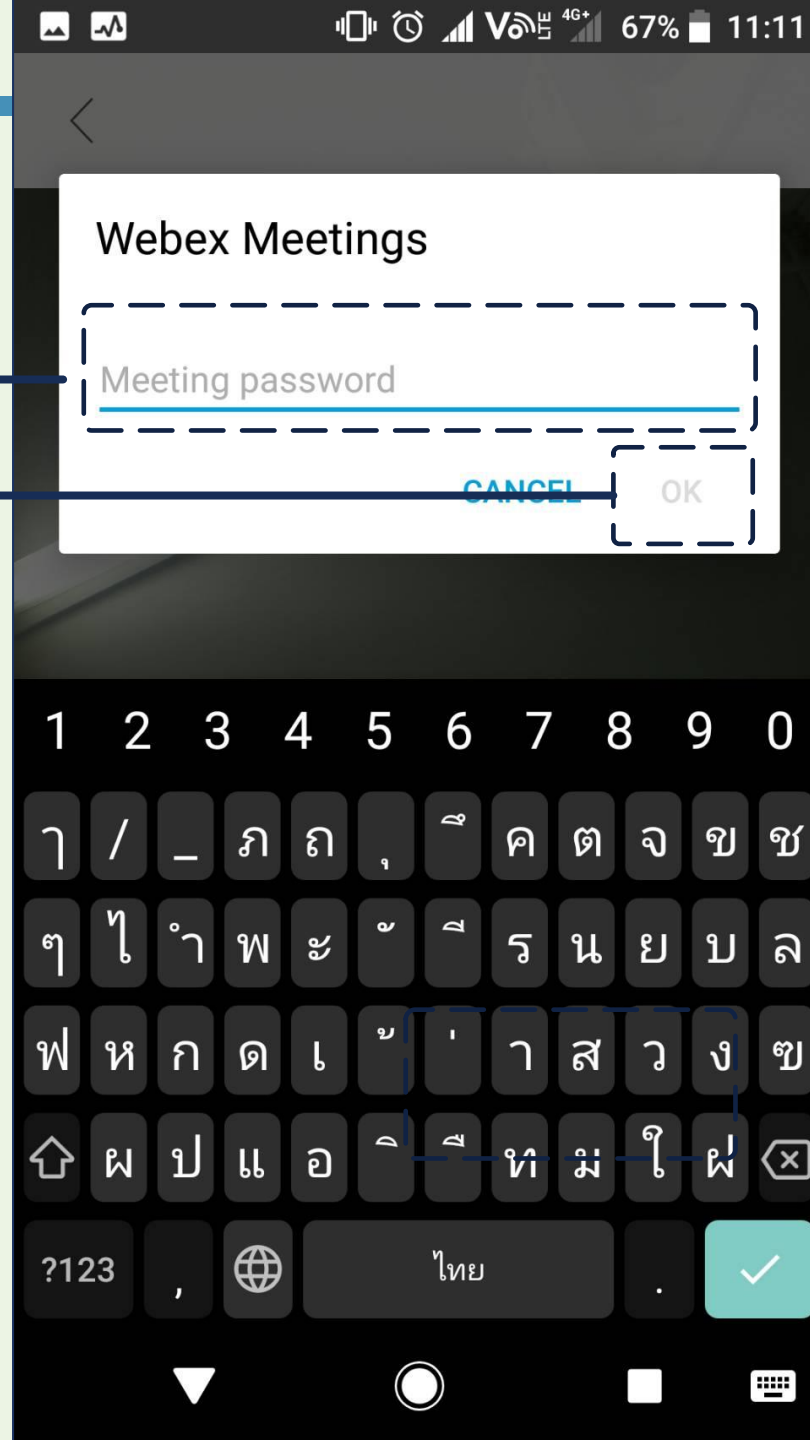 VoLTE 4G+ 67% 11:11
Webex Meetings
Meeting password
CANCEL OK
1 2 3 4 5 6 7 8 9 0
ๅ / _ ภ ถ ุ ึ ค ต จ ข ช
ๆ ไ ำ พ ะ ั ี ร น ย บ ล
ฟ ห ก ด เ ้ ่ า ส ว ง ฃ
ผ ป แ อ ิ ื ท ม ใ ฝ
?123 , ไทย .